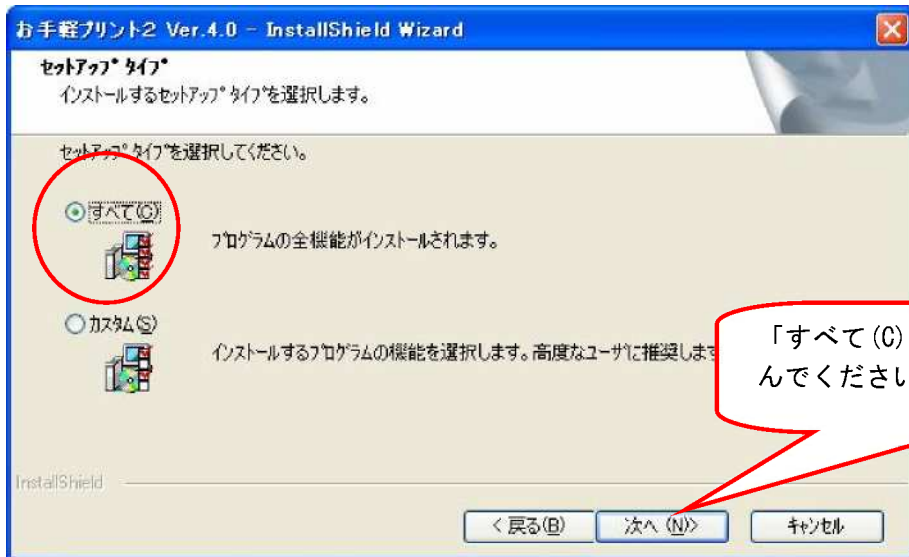 お手軽プリント2 Ver.4.0 - InstallShield Wizard
セットアップ タイプ
インストールするセットアップ タイプを選択します。
セットアップ タイプを選択してください。
すべて(C)
プログラムの全機能がインストールされます。
カスタム(S)
インストールするプログラムの機能を選択します。高度なユーザに推奨します
「すべて(C)
んでください
InstallShield
< 戻る(B)
次へ (N)>
キャンセル